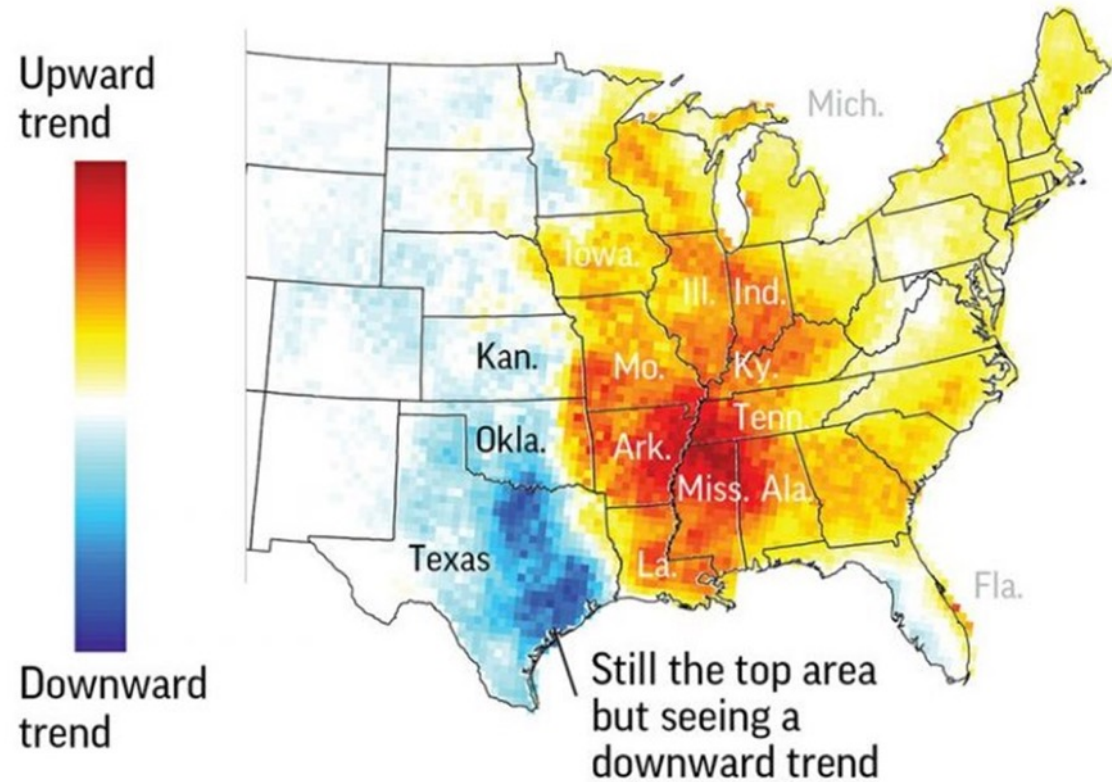 Upward
trend
Mich.
Iowa.
Ill. Ind.
Kan.
Mo.
Ky.
Okla.
Ark.
Tenn.
Miss. Ala.
Texas
La.
Fla.
Downward
trend
Still the top area
but seeing a
downward trend